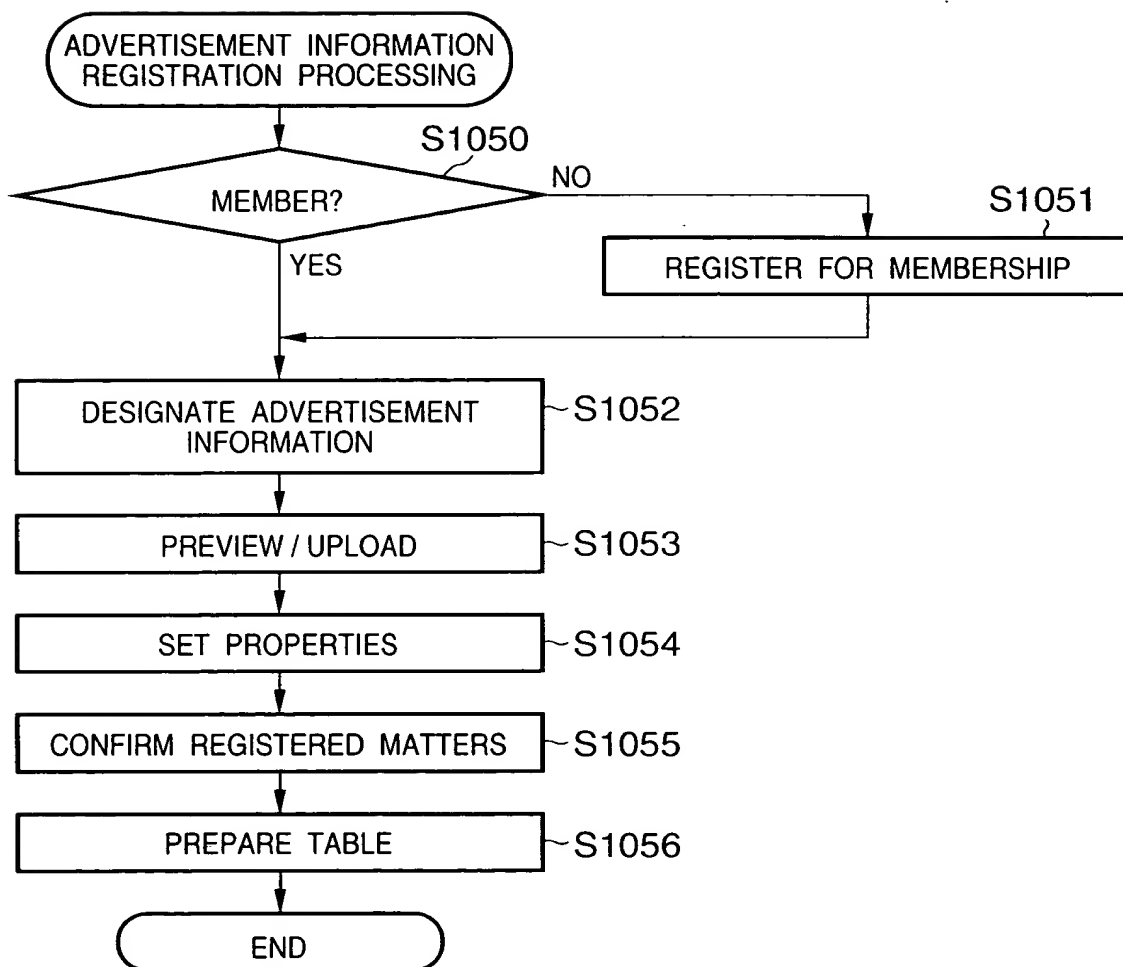 ADVERTISEMENT INFORMATION
REGISTRATION PROCESSING
S1050
MEMBER?
NO
S1051
REGISTER FOR MEMBERSHIP
YES
DESIGNATE ADVERTISEMENT
INFORMATION
S1052
PREVIEW / UPLOAD
S1053
SET PROPERTIES
S1054
CONFIRM REGISTERED MATTERS
S1055
PREPARE TABLE
S1056
END